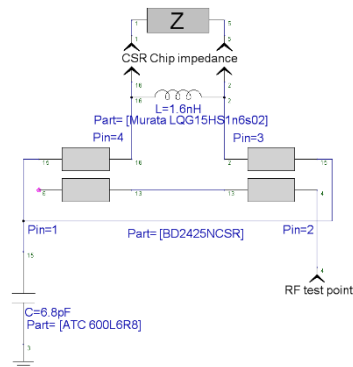 Z
1
5
1
5
CSR Chip impedance
16
2
16
2
L=1.6nH
Part= [Murata LQG15HS1n6s02]
Pin=4
Pin=3
15
16
2
15
6
13
13
4
Pin=1
Part= [BD2425NCSR]
Pin=2
15
4
RF test point
C=6.8pF
Part= [ATC 600L6R8]
3